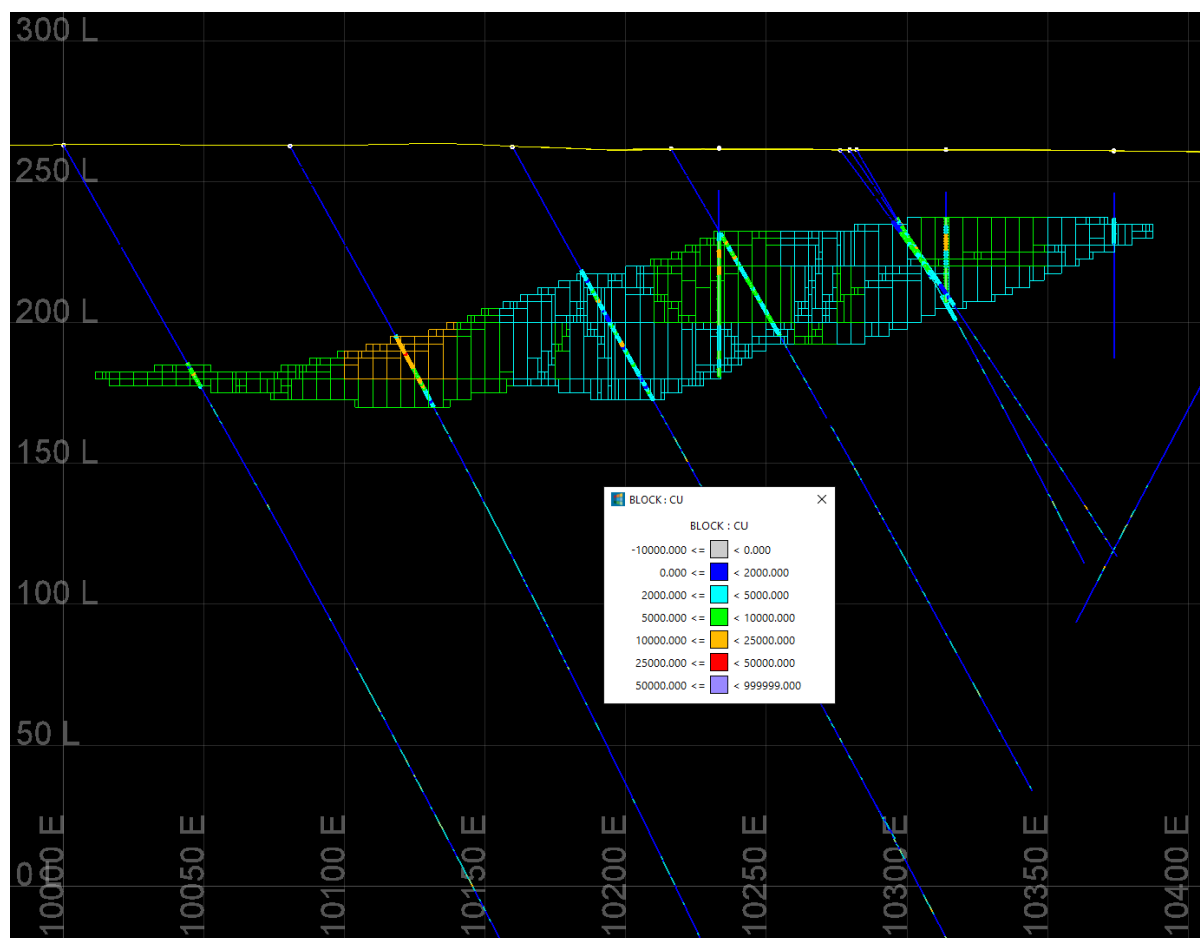 300 L
250 L
200 L
150 L
100 L
50 L
0 L
10000 E
10050 E
10100 E
10150 E
10200 E
10250 E
10300 E
10350 E
10400 E
BLOCK : CU
BLOCK : CU
-10000.000 <= < 0.000
0.000 <= < 2000.000
2000.000 <= < 5000.000
5000.000 <= < 10000.000
10000.000 <= < 25000.000
25000.000 <= < 50000.000
50000.000 <= < 999999.000